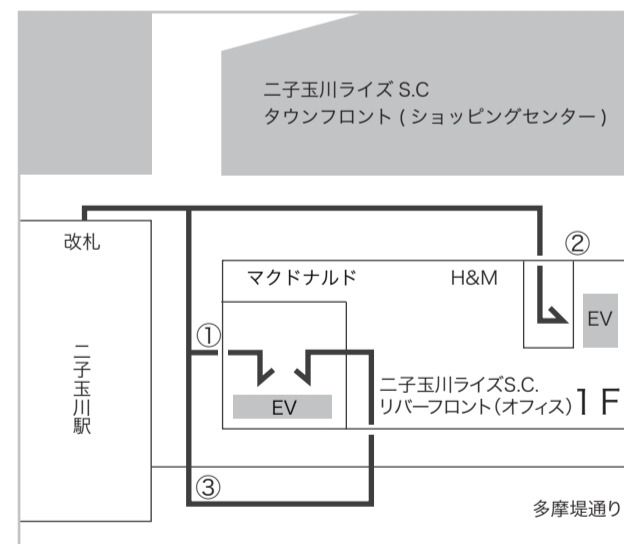 二子玉川ライズ S.C
タウンフロント ( ショッピングセンター )
改札
②
マクドナルド
H&M
EV
①
二子玉川駅
EV
二子玉川ライズS.C.
リバーフロント(オフィス) 1 F
③
多摩堤通り